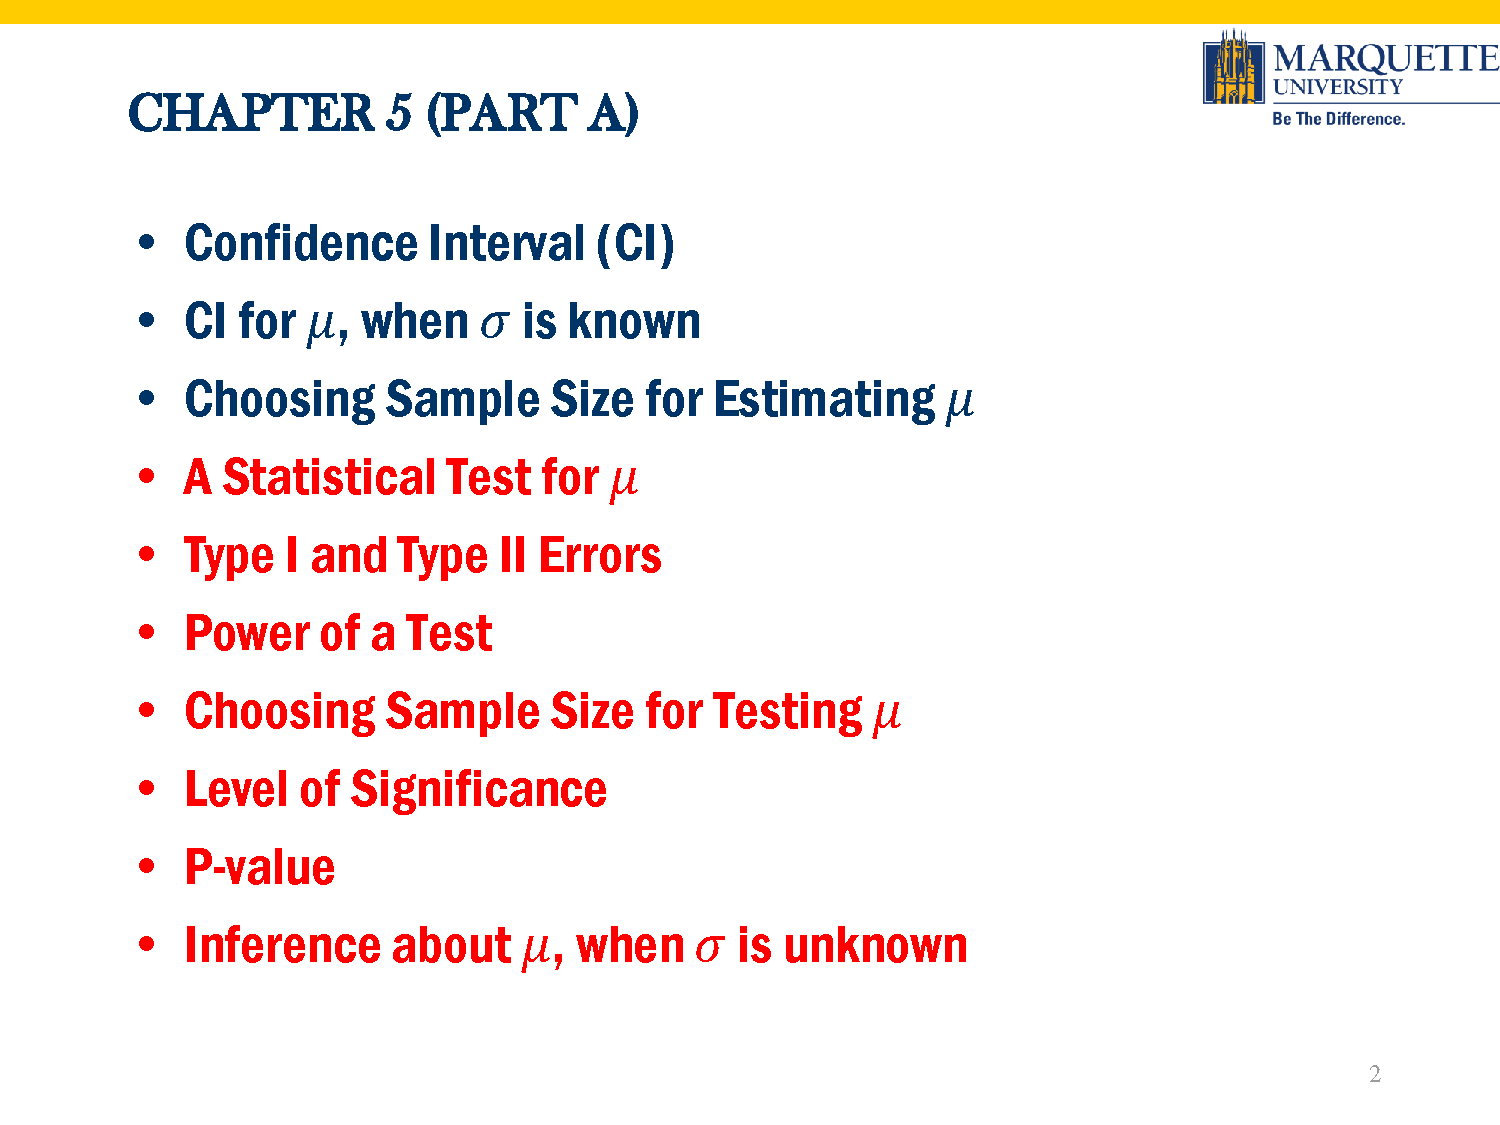 MARQUETTE
UNIVERSITY
Be The Difference.
CHAPTER 5 (PART A)
• Confidence Interval (CI)
• CI for 𝜇, when 𝜎 is known
• Choosing Sample Size for Estimating 𝜇
• A Statistical Test for 𝜇
• Type I and Type II Errors
• Power of a Test
• Choosing Sample Size for Testing 𝜇
• Level of Significance
• P-value
• Inference about 𝜇, when 𝜎 is unknown
2